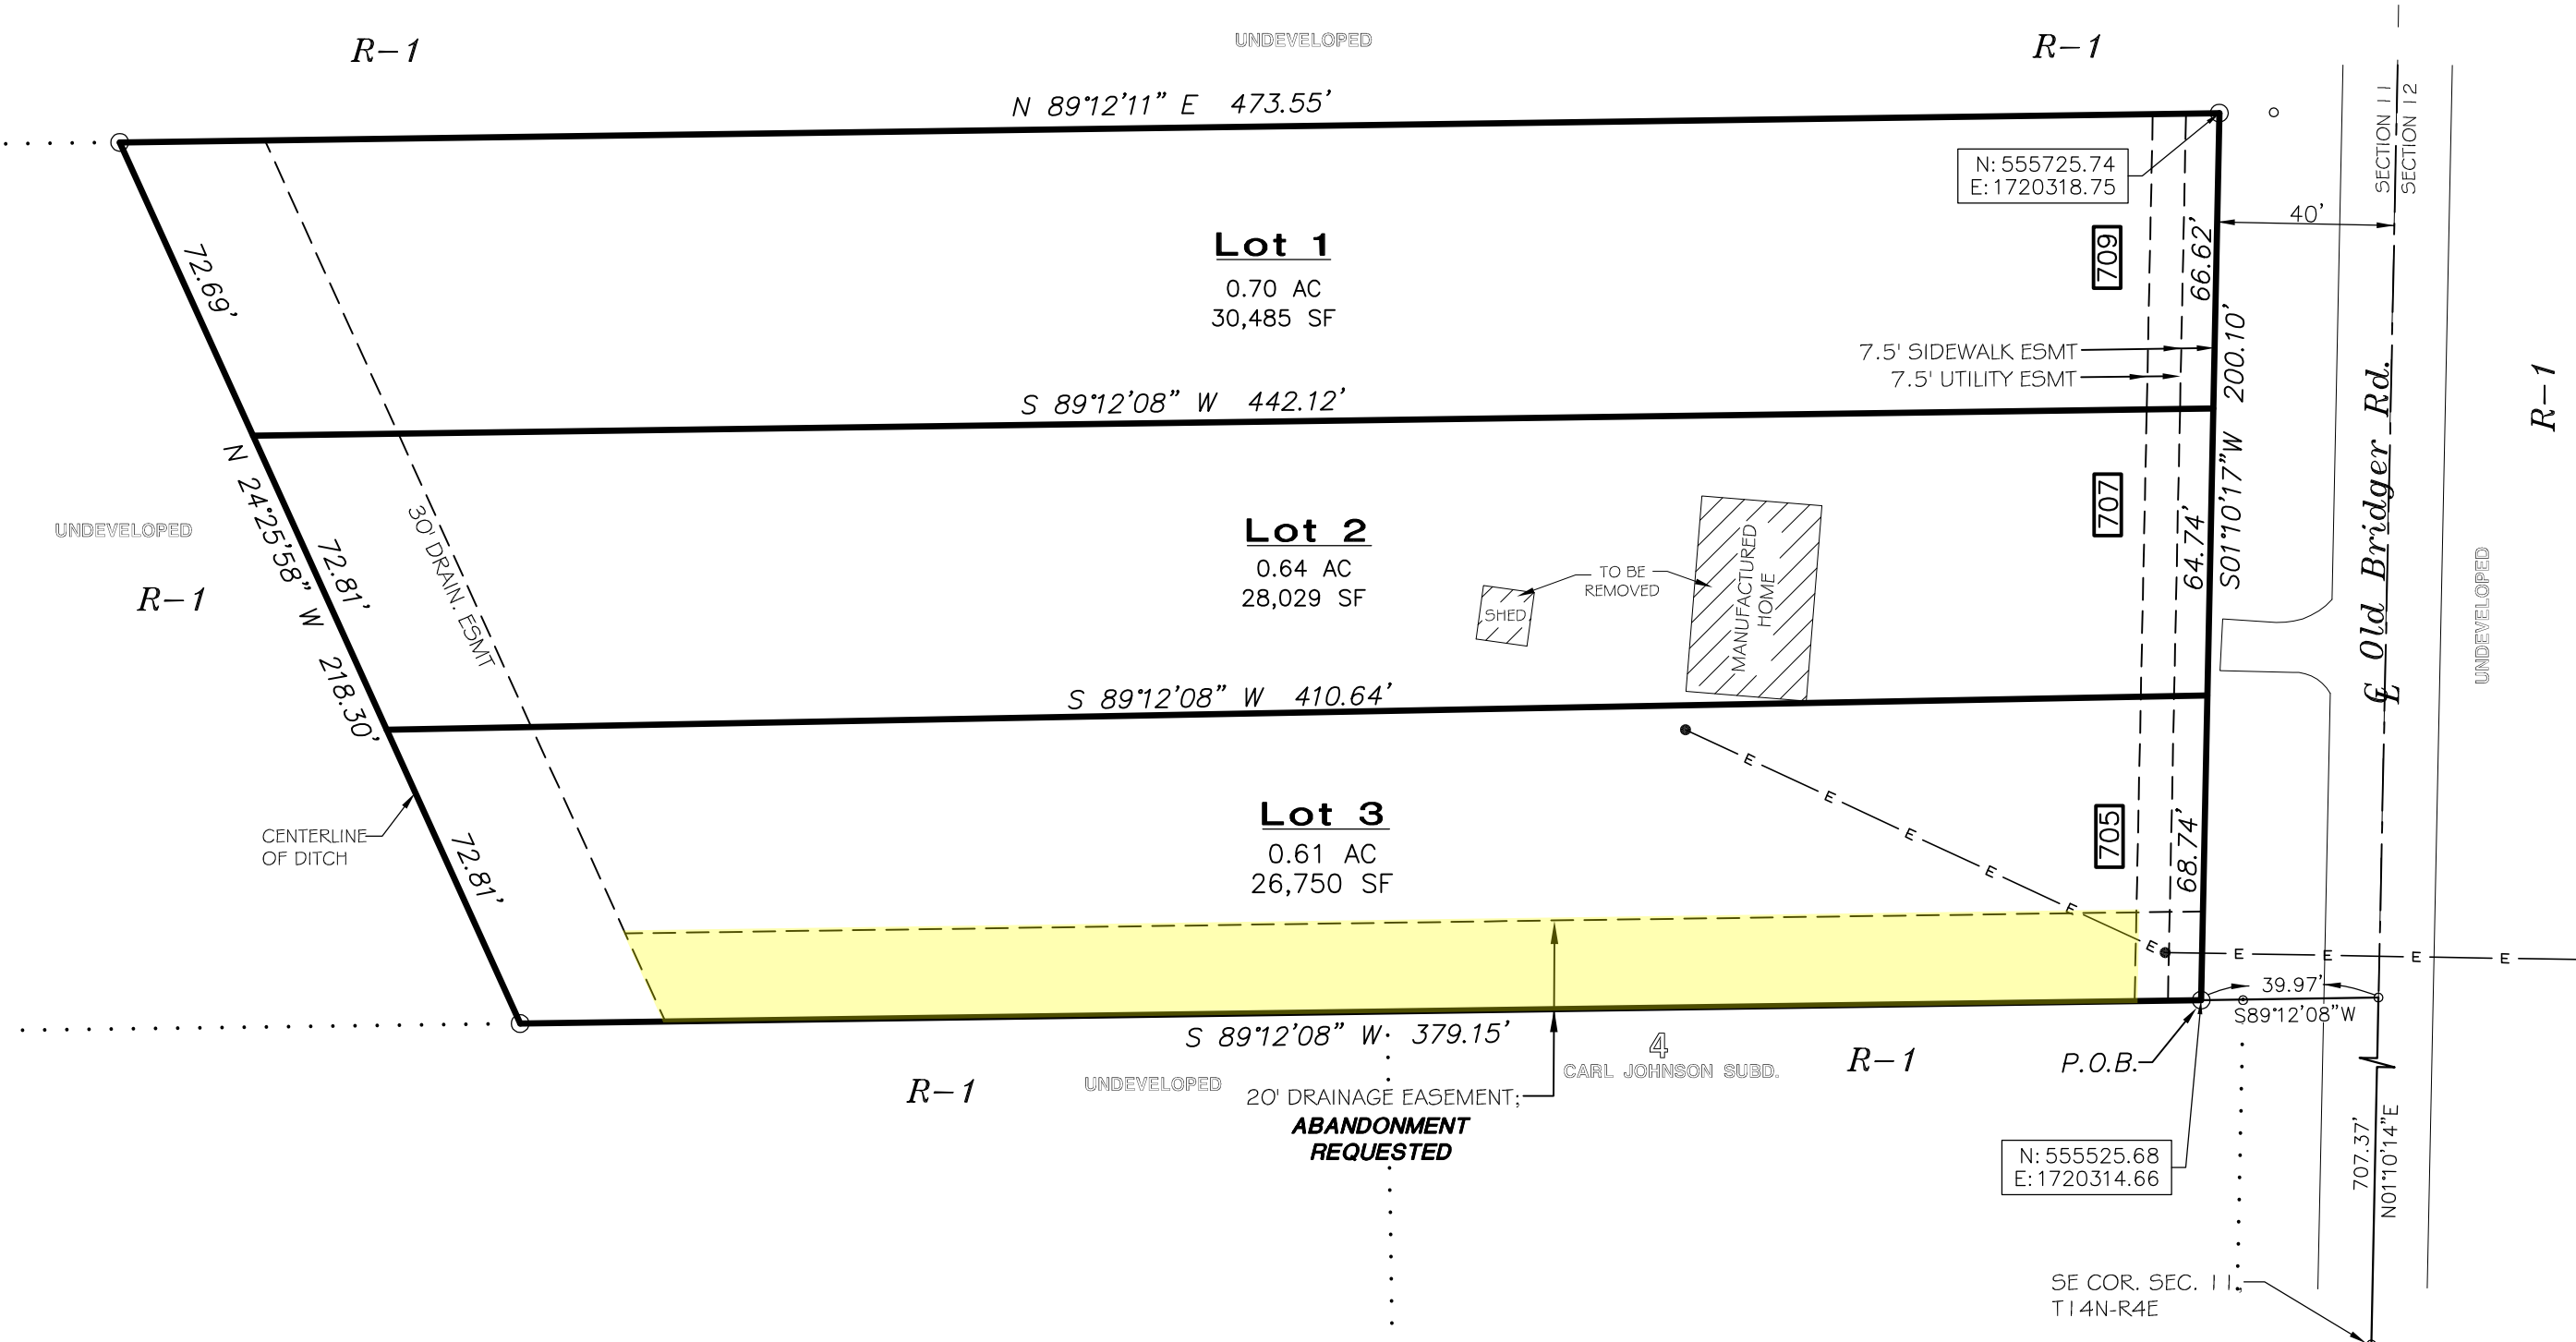 R-1
UNDEVELOPED
R-1
N 89°12'11" E 473.55'
SECTION 11
SECTION 12
N: 555725.74
E: 1720318.75
40'
72.69'
Lot 1
0.70 AC
30,485 SF
709
66.62'
7.5' SIDEWALK ESMT
7.5' UTILITY ESMT
200.10'
S01°10'17"W
R-1
S 89°12'08" W 442.12'
N 24°25'58" W 218.30'
UNDEVELOPED
R-1
72.81'
30' DRAIN. ESMT
Lot 2
0.64 AC
28,029 SF
SHED
TO BE
REMOVED
MANUFACTURED
HOME
707
64.74'
℄ Old Bridger Rd.
UNDEVELOPED
S 89°12'08" W 410.64'
CENTERLINE
OF DITCH
72.81'
Lot 3
0.61 AC
26,750 SF
E
E
E
E
E
E
705
68.74'
E
E
E
E
39.97'
S89°12'08"W
S 89°12'08" W 379.15'
4
CARL JOHNSON SUBD.
R-1
P.O.B.
R-1
UNDEVELOPED
20' DRAINAGE EASEMENT;
ABANDONMENT
REQUESTED
N: 555525.68
E: 1720314.66
707.37'
N01°10'14"E
SE COR. SEC. 11,
T14N-R4E